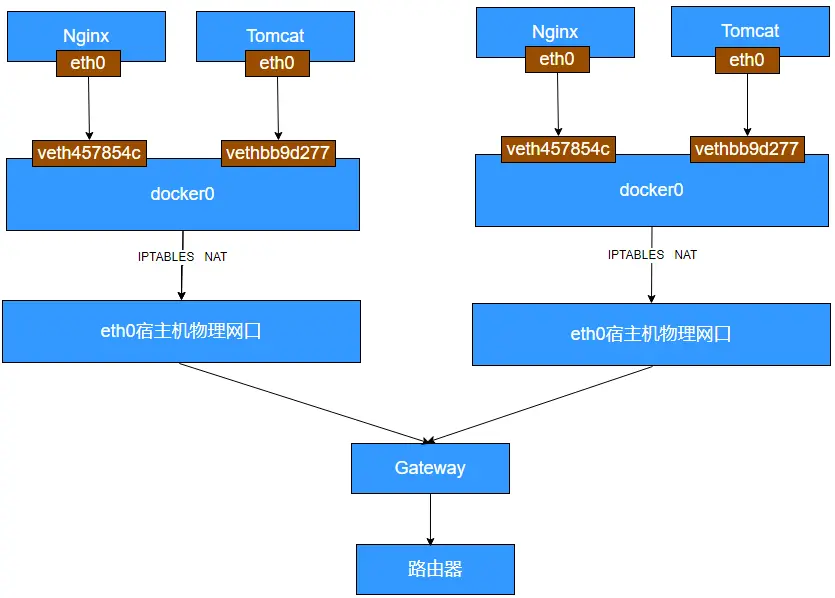 Nginx
eth0
Tomcat
eth0
veth457854c
vethbb9d277
docker0
IPTABLES NAT
eth0宿主机物理网口
Nginx
eth0
Tomcat
eth0
veth457854c
vethbb9d277
docker0
IPTABLES NAT
eth0宿主机物理网口
Gateway
路由器